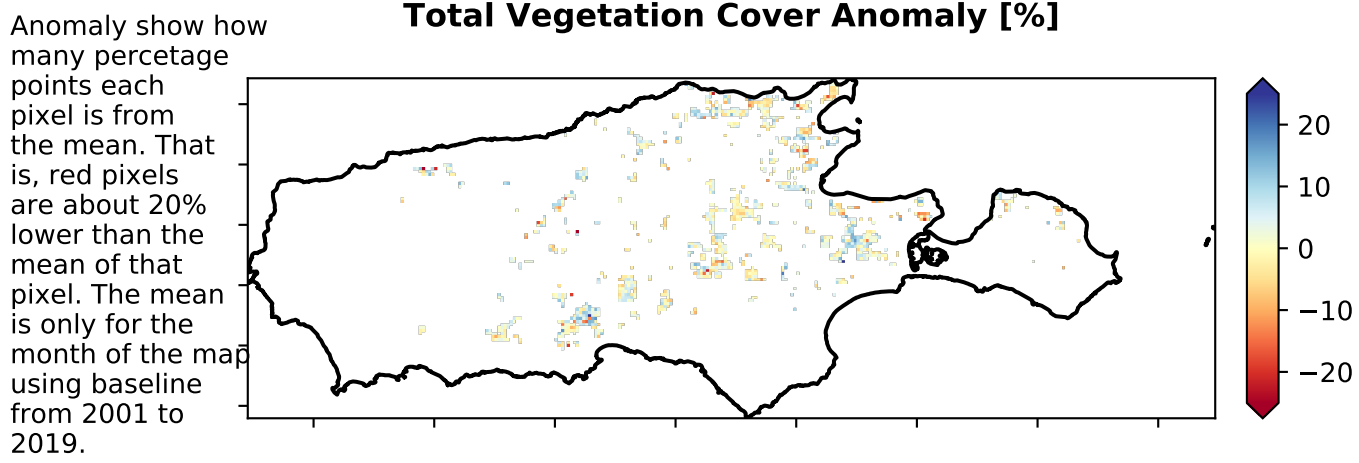 Total Vegetation Cover Anomaly [%]
Anomaly show how
many percetage
points each
pixel is from
the mean. That
is, red pixels
are about 20%
lower than the
mean of that
pixel. The mean
is only for the
month of the map
using baseline
from 2001 to
2019.
20
10
0
−10
−20